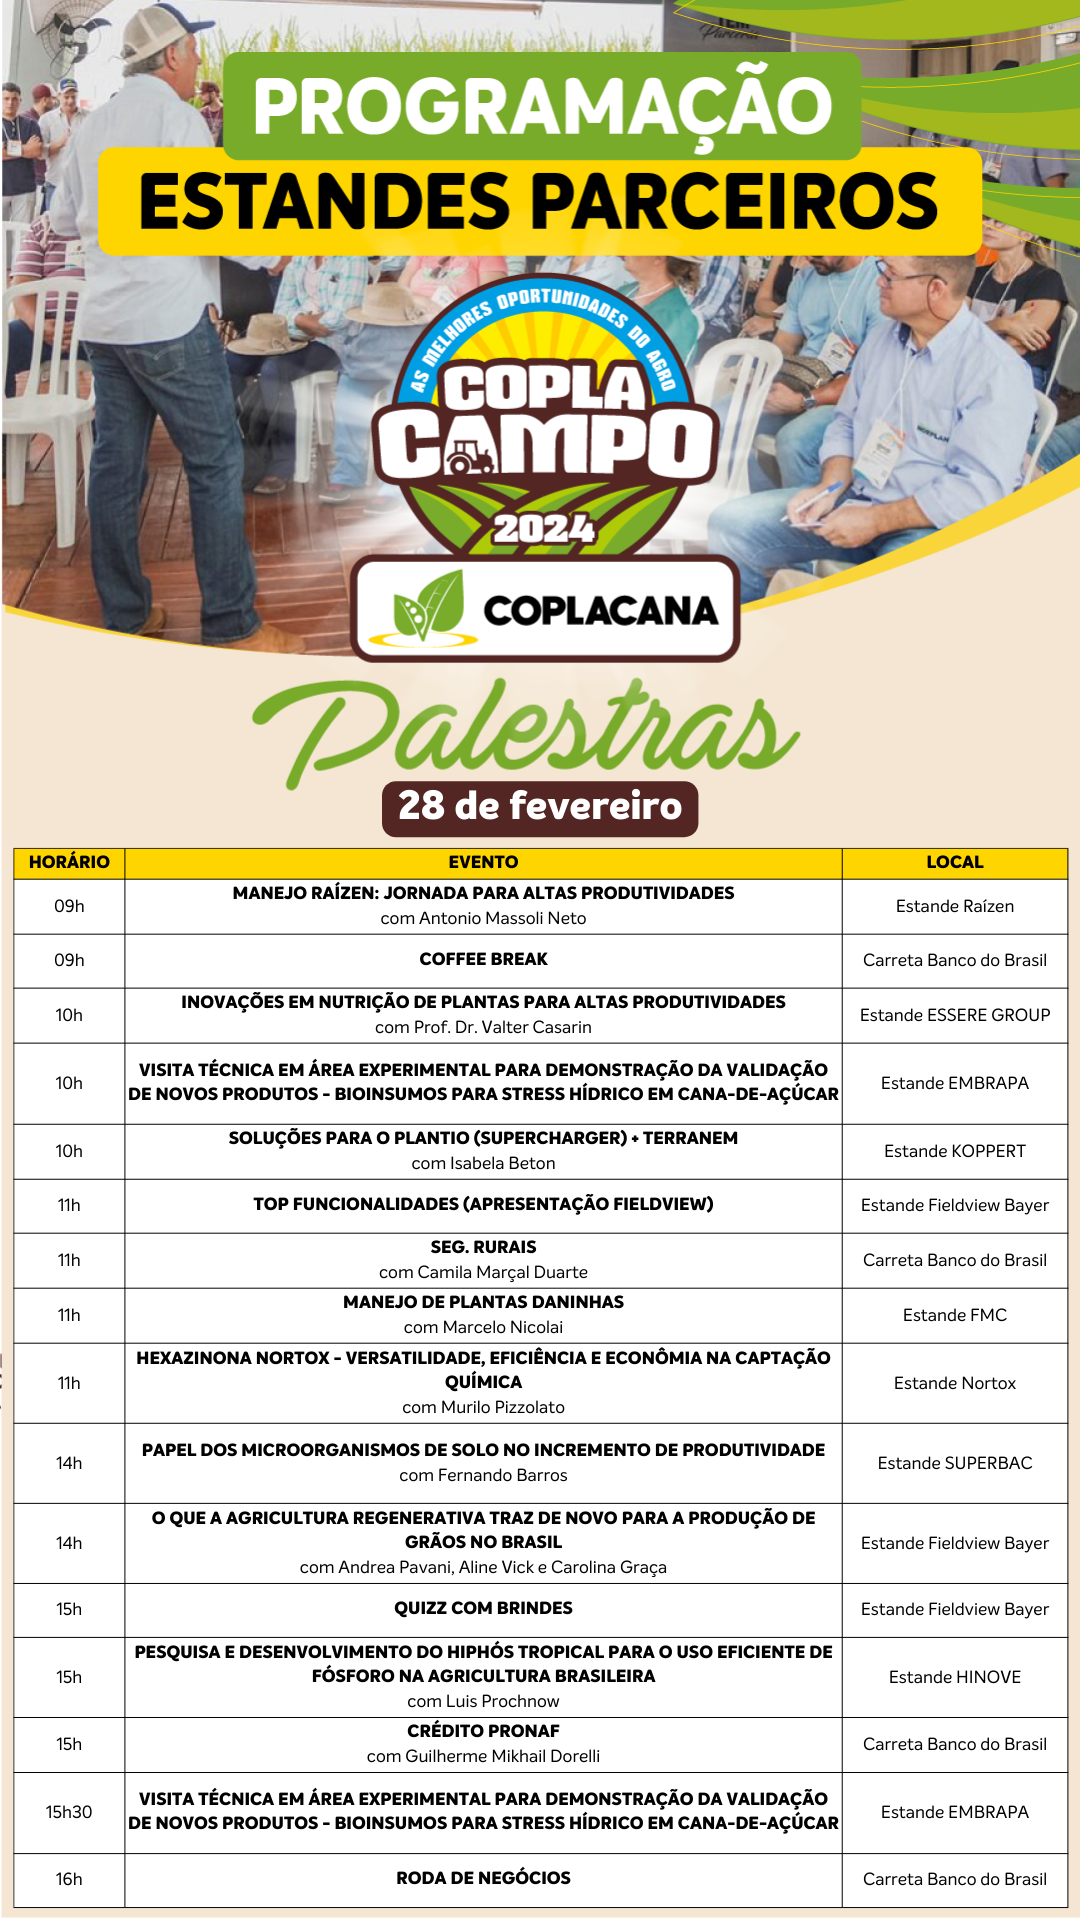 PROGRAMAÇÃO
ESTANDES PARCEIROS
AS MELHORES OPORTUNIDADES DO AGRO
COPLA
CAMPO
2024
COPLACANA
Palestras
28 de fevereiro
HORÁRIO EVENTO LOCAL
09h MANEJO RAÍZEN: JORNADA PARA ALTAS PRODUTIVIDADES
com Antonio Massoli Neto Estande Raízen
09h COFFEE BREAK Carreta Banco do Brasil
10h INOVAÇÕES EM NUTRIÇÃO DE PLANTAS PARA ALTAS PRODUTIVIDADES
com Prof. Dr. Valter Casarin Estande ESSERE GROUP
10h VISITA TÉCNICA EM ÁREA EXPERIMENTAL PARA DEMONSTRAÇÃO DA VALIDAÇÃO
DE NOVOS PRODUTOS - BIOINSUMOS PARA STRESS HÍDRICO EM CANA-DE-AÇÚCAR Estande EMBRAPA
10h SOLUÇÕES PARA O PLANTIO (SUPERCHARGER) + TERRANEM
com Isabela Beton Estande KOPPERT
11h TOP FUNCIONALIDADES (APRESENTAÇÃO FIELDVIEW) Estande Fieldview Bayer
11h SEG. RURAIS
com Camila Marçal Duarte Carreta Banco do Brasil
11h MANEJO DE PLANTAS DANINHAS
com Marcelo Nicolai Estande FMC
11h HEXAZINONA NORTOX - VERSATILIDADE, EFICIÊNCIA E ECONÔMIA NA CAPTAÇÃO
QUÍMICA
com Murilo Pizzolato Estande Nortox
14h PAPEL DOS MICROORGANISMOS DE SOLO NO INCREMENTO DE PRODUTIVIDADE
com Fernando Barros Estande SUPERBAC
14h O QUE A AGRICULTURA REGENERATIVA TRAZ DE NOVO PARA A PRODUÇÃO DE
GRÃOS NO BRASIL
com Andrea Pavani, Aline Vick e Carolina Graça Estande Fieldview Bayer
15h QUIZZ COM BRINDES Estande Fieldview Bayer
15h PESQUISA E DESENVOLVIMENTO DO HIPHÓS TROPICAL PARA O USO EFICIENTE DE
FÓSFORO NA AGRICULTURA BRASILEIRA
com Luis Prochnow Estande HINOVE
15h CRÉDITO PRONAF
com Guilherme Mikhail Dorelli Carreta Banco do Brasil
15h30 VISITA TÉCNICA EM ÁREA EXPERIMENTAL PARA DEMONSTRAÇÃO DA VALIDAÇÃO
DE NOVOS PRODUTOS - BIOINSUMOS PARA STRESS HÍDRICO EM CANA-DE-AÇÚCAR Estande EMBRAPA
16h RODA DE NEGÓCIOS Carreta Banco do Brasil